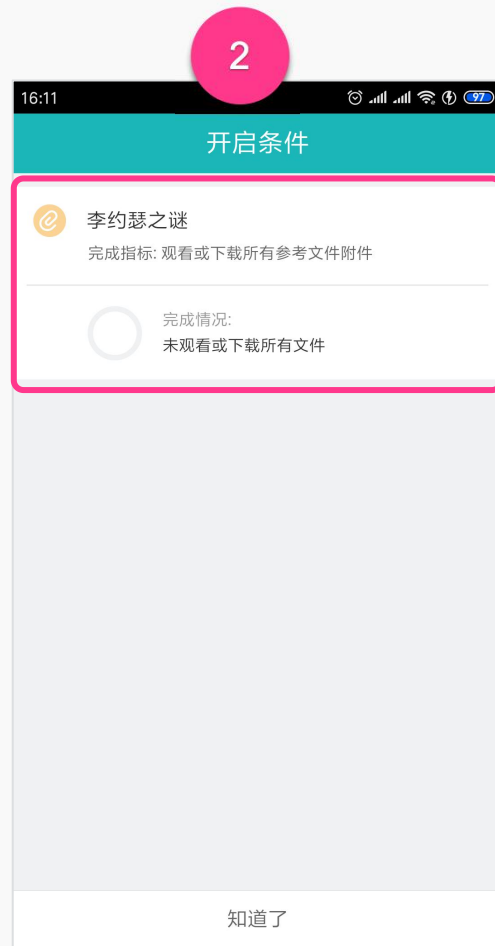 2
16:11
97
开启条件
李约瑟之谜
完成指标: 观看或下载所有参考文件附件
完成情况:
未观看或下载所有文件
知道了